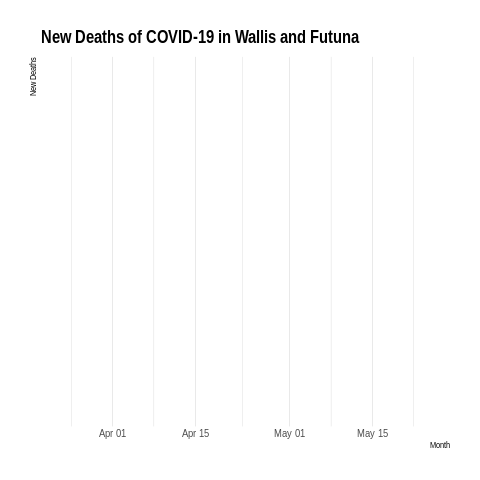 New Deaths of COVID-19 in Wallis and Futuna
New Deaths
Apr 01
Apr 15
May 01
May 15
Month